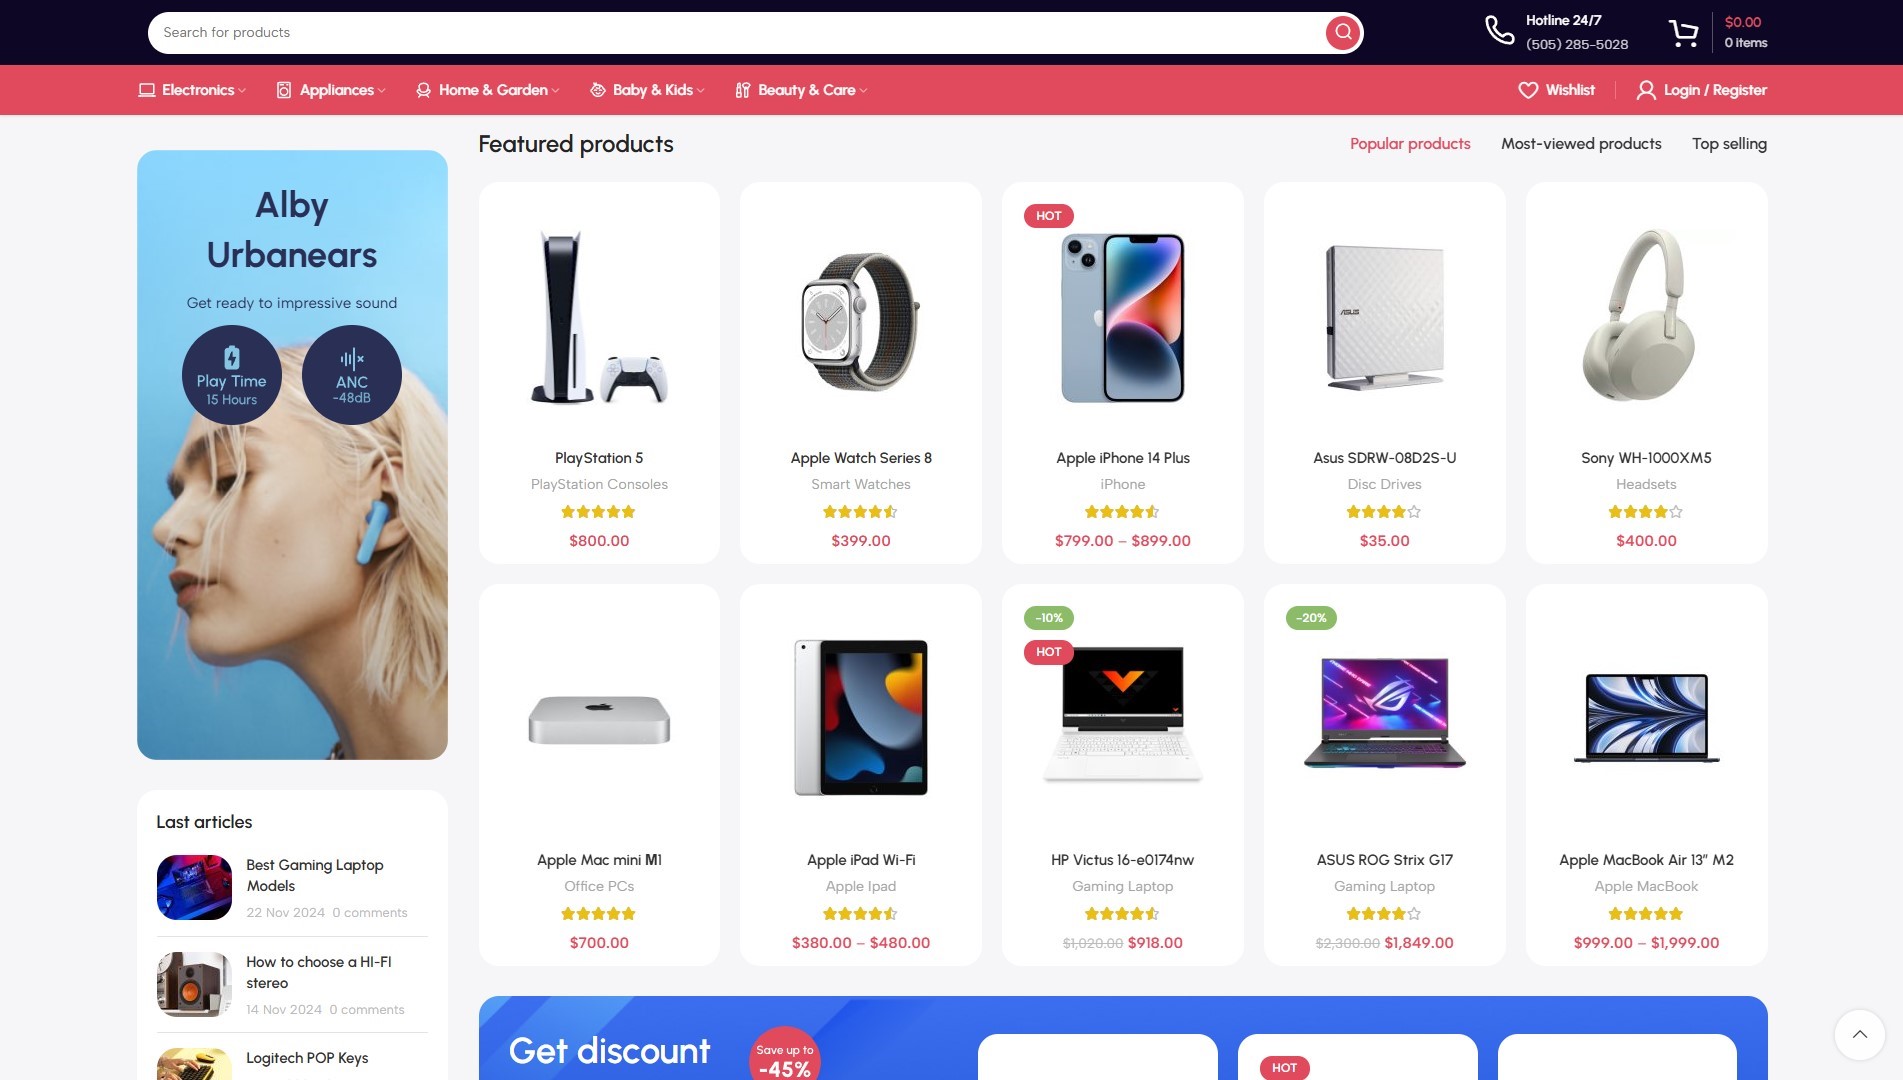 Search for products
Hotline 24/7
(505) 285-5028
$0.00
0 items
Electronics
Appliances
Home & Garden
Baby & Kids
Beauty & Care
Wishlist
Login / Register
Alby
Urbanears
Get ready to impressive sound
Play Time
15 Hours
ANC
-48dB
Last articles
Best Gaming Laptop
Models
22 Nov 2024 0 comments
How to choose a HI-FI
stereo
14 Nov 2024 0 comments
Logitech POP Keys
Featured products
Popular products
Most-viewed products
Top selling
PlayStation 5
PlayStation Consoles
$800.00
Apple Watch Series 8
Smart Watches
$399.00
HOT
Apple iPhone 14 Plus
iPhone
$799.00 – $899.00
ASUS
Asus SDRW-08D2S-U
Disc Drives
$35.00
Sony WH-1000XM5
Headsets
$400.00
Apple Mac mini M1
Office PCs
$700.00
Apple iPad Wi-Fi
Apple Ipad
$380.00 – $480.00
-10%
HOT
HP Victus 16-e0174nw
Gaming Laptop
$1,020.00 $918.00
-20%
ASUS ROG Strix G17
Gaming Laptop
$2,300.00 $1,849.00
Apple MacBook Air 13" M2
Apple MacBook
$999.00 – $1,999.00
Get discount
Save up to
-45%
HOT